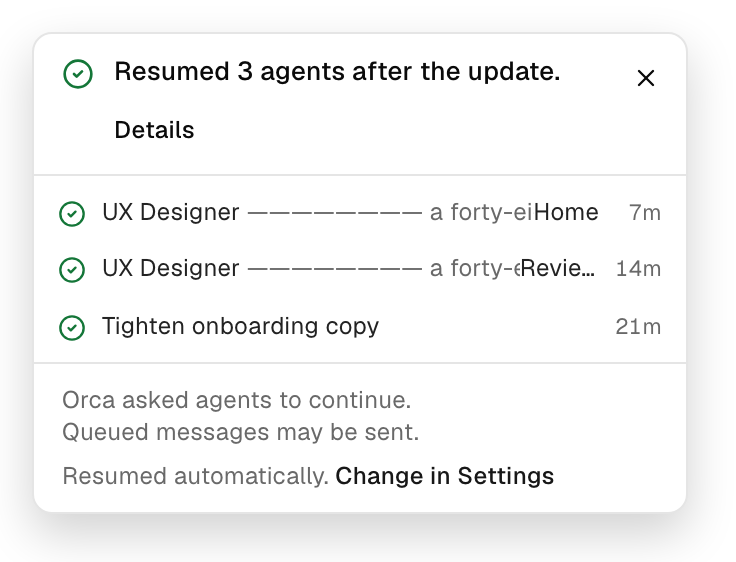 Resumed 3 agents after the update.
Details
UX Designer ———————— a forty-eiHome 7m
UX Designer ———————— a forty-eRevie… 14m
Tighten onboarding copy 21m
Orca asked agents to continue.
Queued messages may be sent.
Resumed automatically. Change in Settings